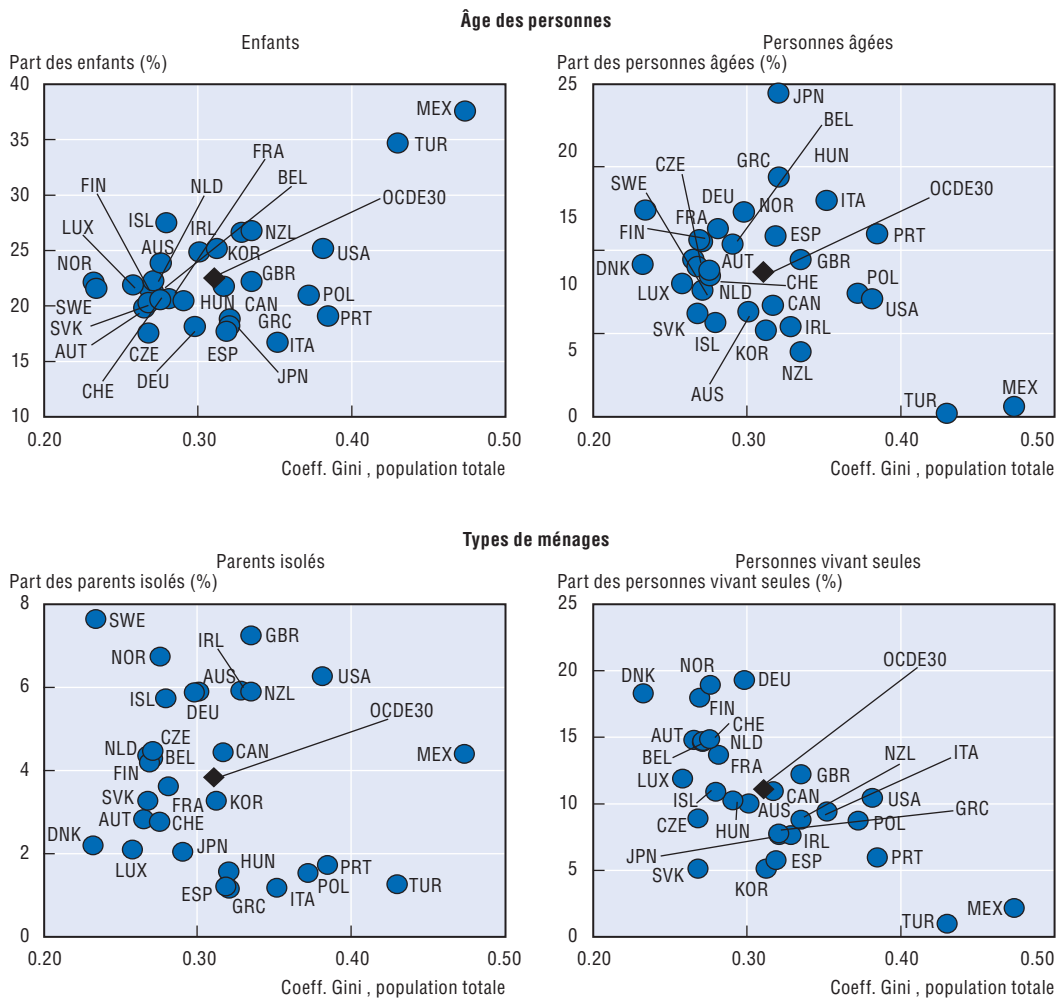 Âge des personnes
Enfants
Part des enfants (%)
40
35
30
25
20
15
10
MEX
TUR
FRA
BEL
FIN
NLD
OCDE30
LUX
ISL
IRL
AUS
NZL
KOR
USA
NOR
GBR
SWE
HUN
CAN
POL
SVK
GRC
PRT
AUT
CZE
ESP
ITA
CHE
DEU
JPN
0.20
0.30
0.40
0.50
Coeff. Gini , population totale
Personnes âgées
Part des personnes âgées (%)
25
20
15
10
5
0
JPN
BEL
CZE
GRC
HUN
SWE
DEU
NOR
ITA
OCDE30
FIN
FRA
ESP
PRT
DNK
AUT
GBR
CHE
POL
LUX
NLD
CAN
USA
SVK
ISL
KOR
IRL
NZL
AUS
TUR
MEX
0.20
0.30
0.40
0.50
Coeff. Gini , population totale
Types de ménages
Parents isolés
Part des parents isolés (%)
8
6
4
2
0
SWE
IRL
GBR
NOR
AUS
USA
ISL
DEU
NZL
OCDE30
CZE
NLD
BEL
CAN
MEX
FIN
SVK
FRA
KOR
AUT
CHE
DNK
JPN
LUX
HUN
PRT
ESP
GRC
ITA
POL
TUR
0.20
0.30
0.40
0.50
Coeff. Gini , population totale
Personnes vivant seules
Part des personnes vivant seules (%)
25
20
15
10
5
0
OCDE30
DNK
NOR
DEU
FIN
CHE
AUT
NLD
NZL
ITA
BEL
FRA
LUX
GBR
ISL
CAN
USA
GRC
CZE
HUN
AUS
POL
JPN
IRL
SVK
KOR
ESP
PRT
MEX
TUR
0.20
0.30
0.40
0.50
Coeff. Gini , population totale